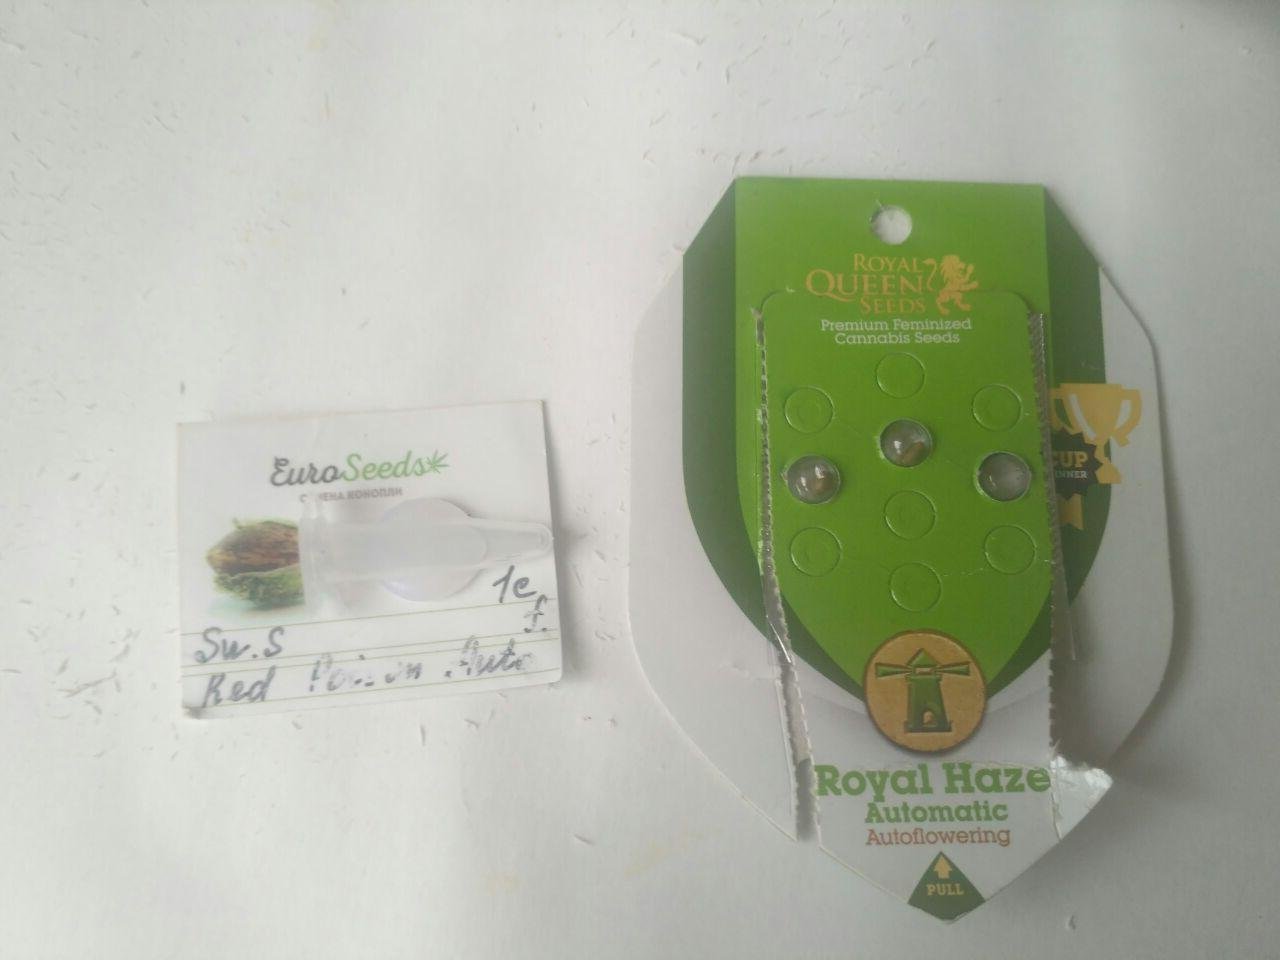 EuroSeeds
СЕМЕНА КОНОПЛИ
1c
f.
Sw.S
Red Poison Auto
ROYAL
QUEEN
SEEDS
Premium Feminized
Cannabis Seeds
CUP
WINNER
Royal Haze
Automatic
Autoflowering
PULL